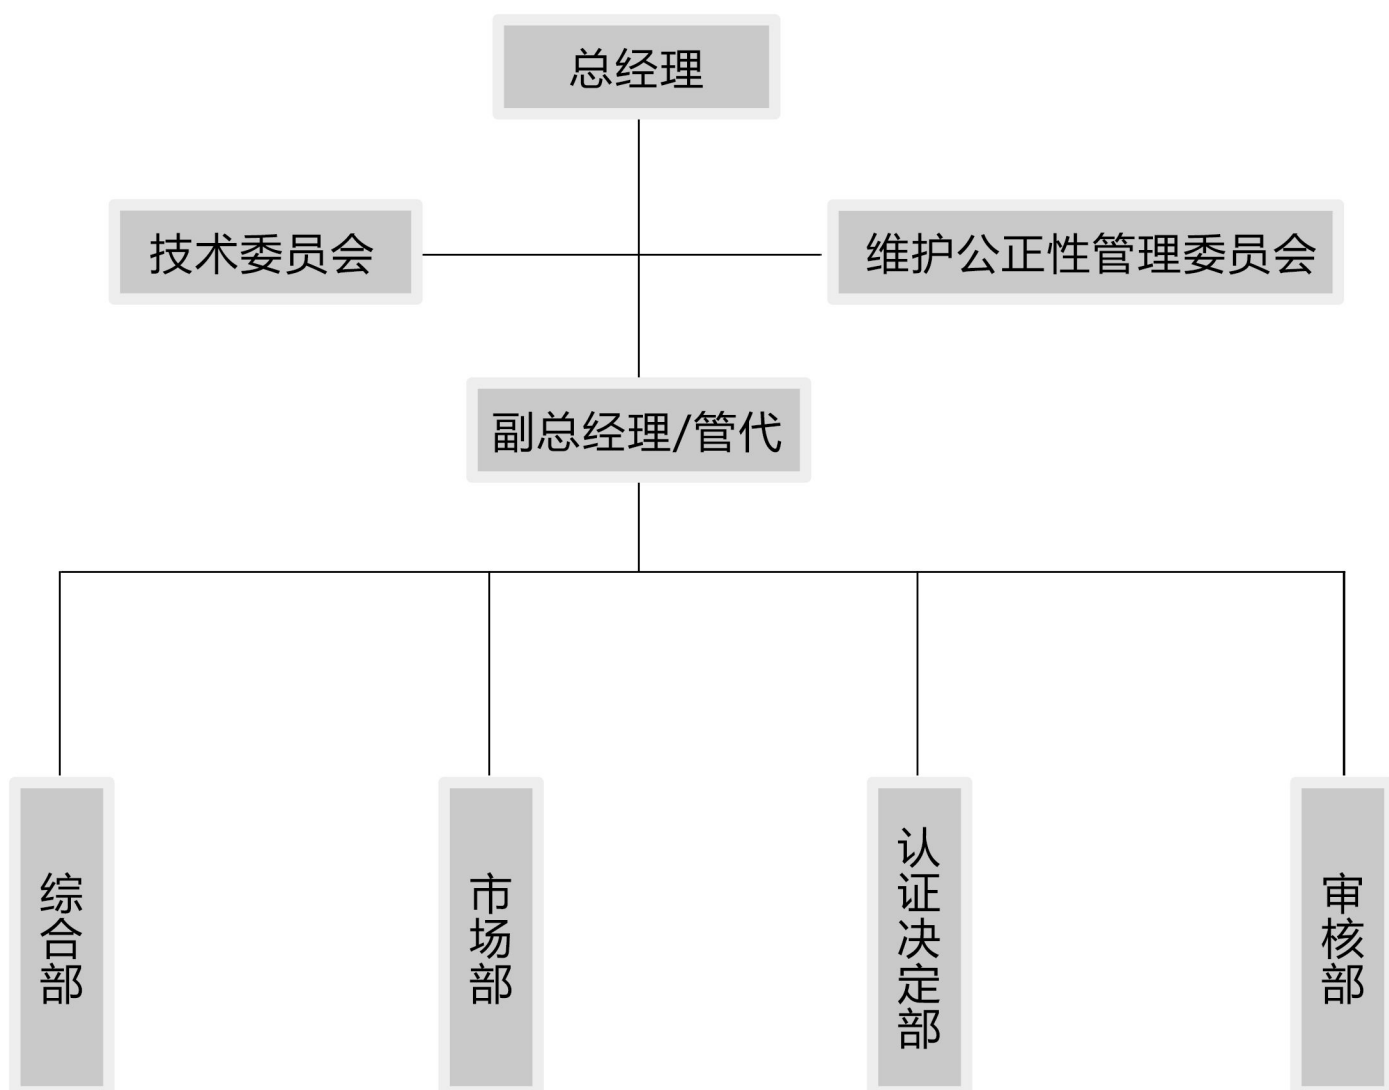 总经理
技术委员会
维护公正性管理委员会
副总经理/管代
综合部
市场部
认证决定部
审核部